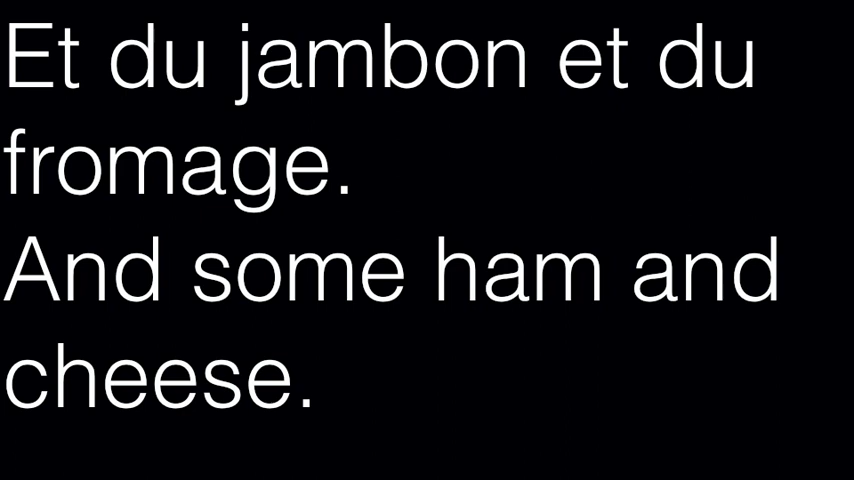 Et du jambon et du
fromage.
And some ham and
cheese.